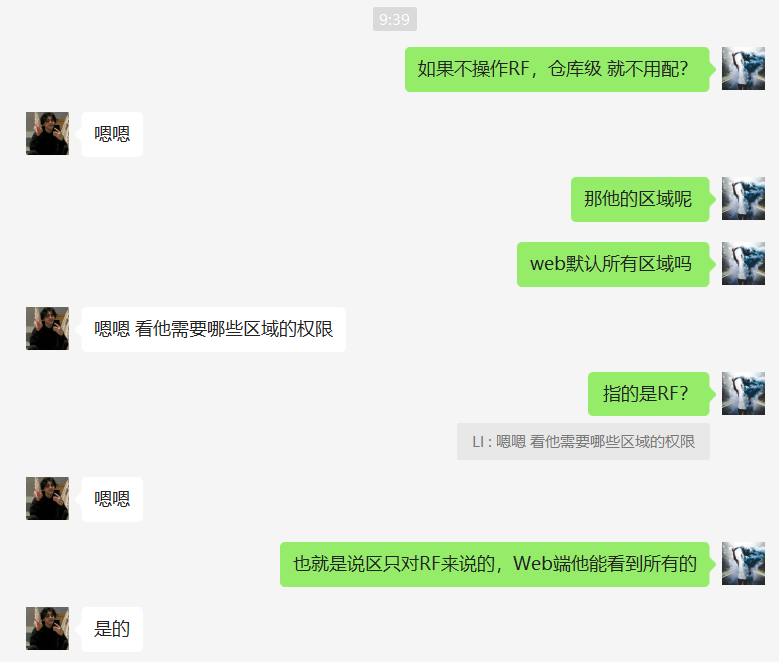 9:39
如果不操作RF，仓库级 就不用配？
嗯嗯
那他的区域呢
web默认所有区域吗
嗯嗯 看他需要哪些区域的权限
指的是RF？
LI : 嗯嗯 看他需要哪些区域的权限
嗯嗯
也就是说区只对RF来说的，Web端他能看到所有的
是的